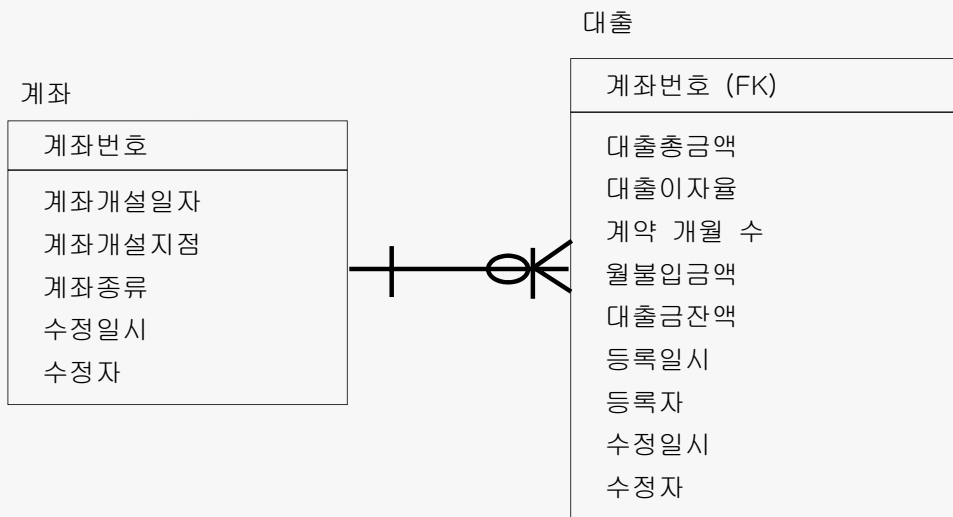 계좌
계좌번호
계좌개설일자
계좌개설지점
계좌종류
수정일시
수정자
대출
계좌번호 (FK)
대출총금액
대출이자율
계약 개월 수
월불입금액
대출금잔액
등록일시
등록자
수정일시
수정자